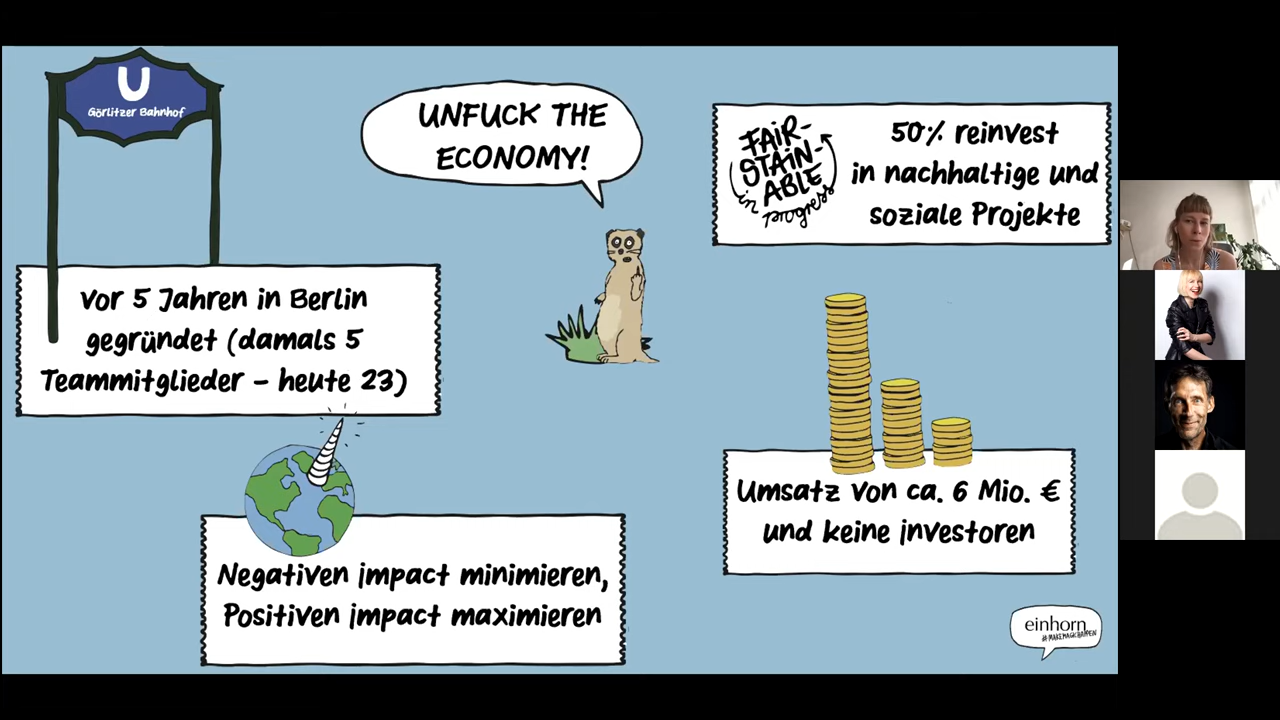 U
Görlitzer Bahnhof
UNFUCK THE
ECONOMY!
FAIR-
STAIN-
ABLE
in progress
50% reinvest
in nachhaltige und
soziale Projekte
vor 5 Jahren in Berlin
gegründet (damals 5
Teammitglieder – heute 23)
Umsatz von ca. 6 Mio. €
und keine investoren
Negativen impact minimieren,
Positiven impact maximieren
einhorn
#MAKEMAGICHAPPEN